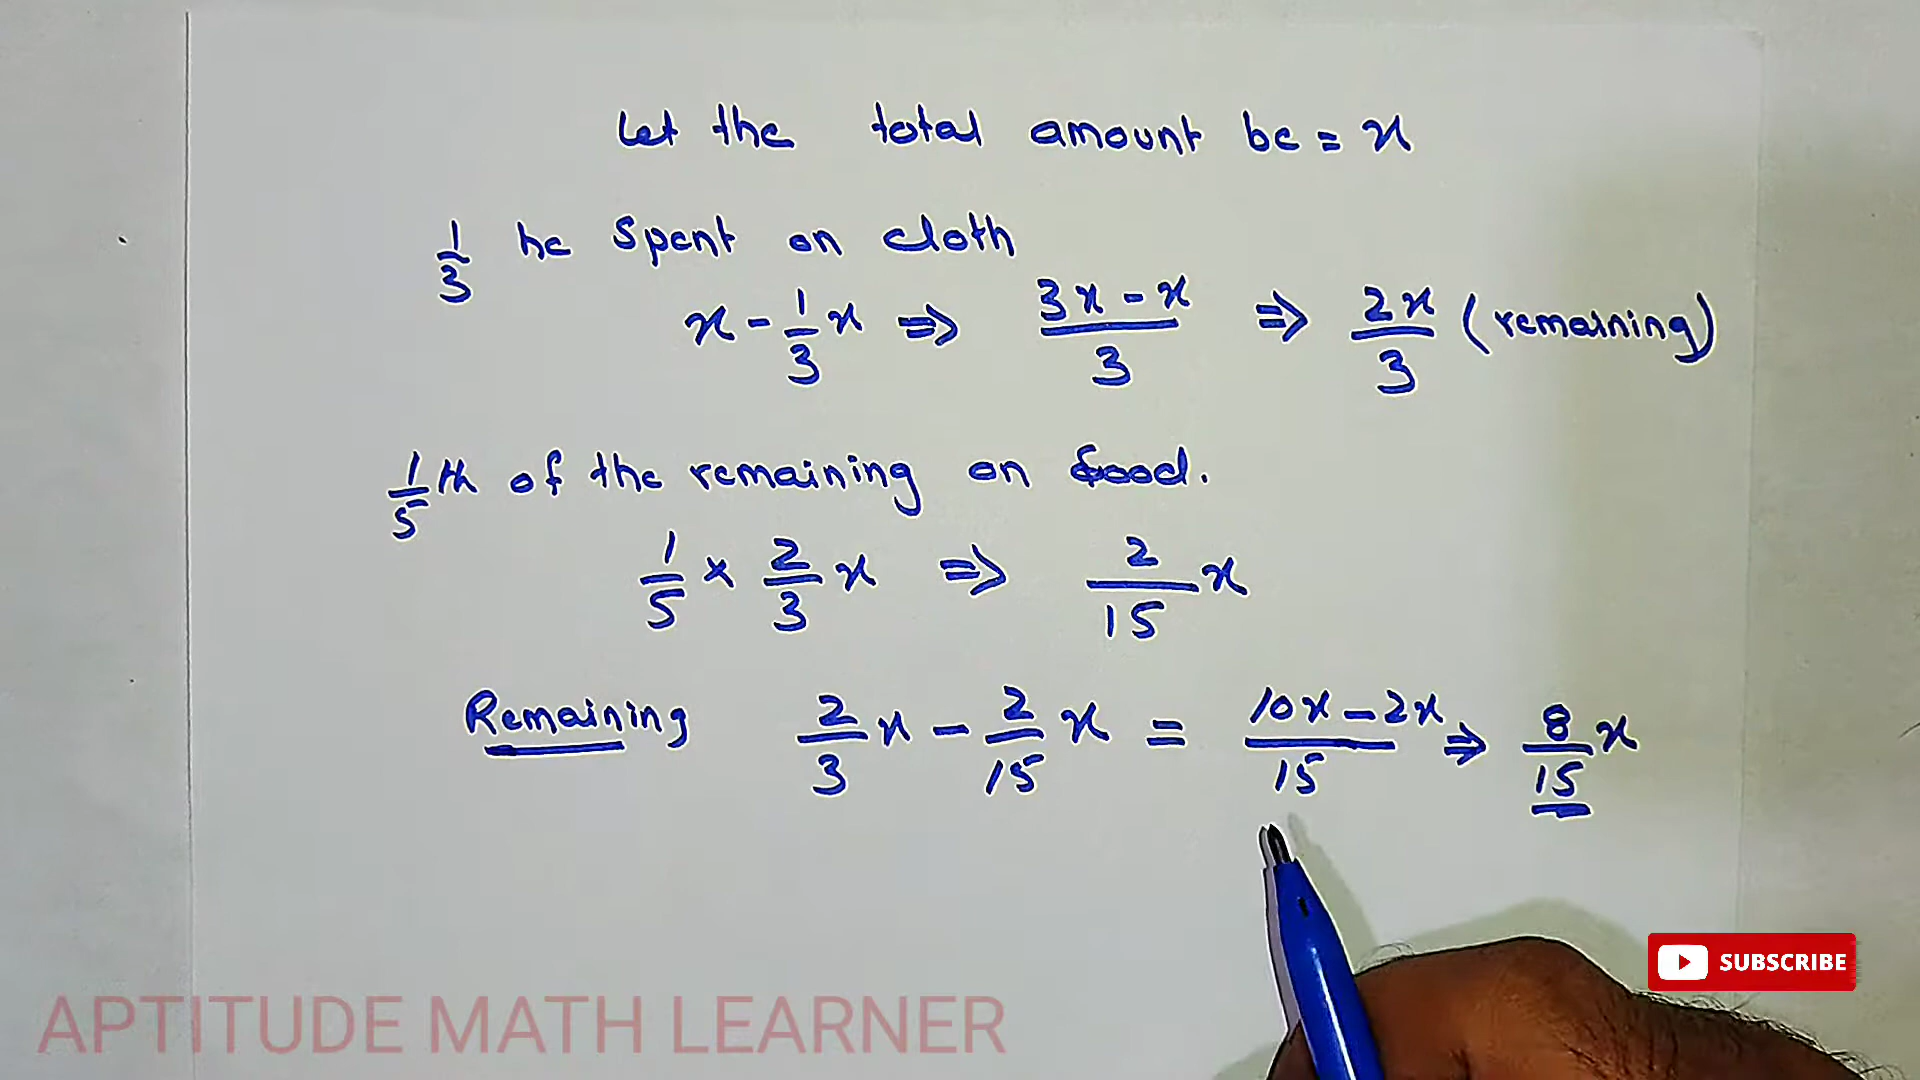 Let the total amount be = x
1/3 he spent on cloth
x - 1/3 x ⇒ 3x - x / 3 ⇒ 2x/3 (remaining)
1/5 th of the remaining on food.
1/5 × 2/3 x ⇒ 2/15 x
Remaining 2/3 x - 2/15 x = 10x - 2x / 15 ⇒ 8/15 x
SUBSCRIBE
APTITUDE MATH LEARNER